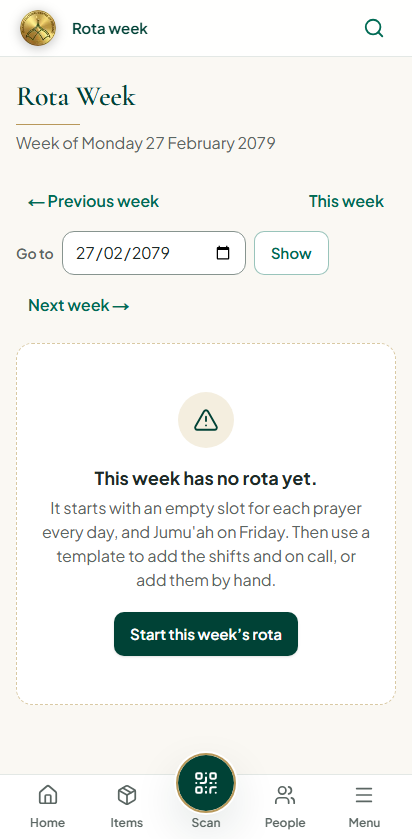 Rota week
Rota Week
Week of Monday 27 February 2079
← Previous week
This week
Go to
27/02/2079
Show
Next week →
This week has no rota yet.
It starts with an empty slot for each prayer
every day, and Jumu'ah on Friday. Then use a
template to add the shifts and on call, or
add them by hand.
Start this week’s rota
Home
Items
Scan
People
Menu